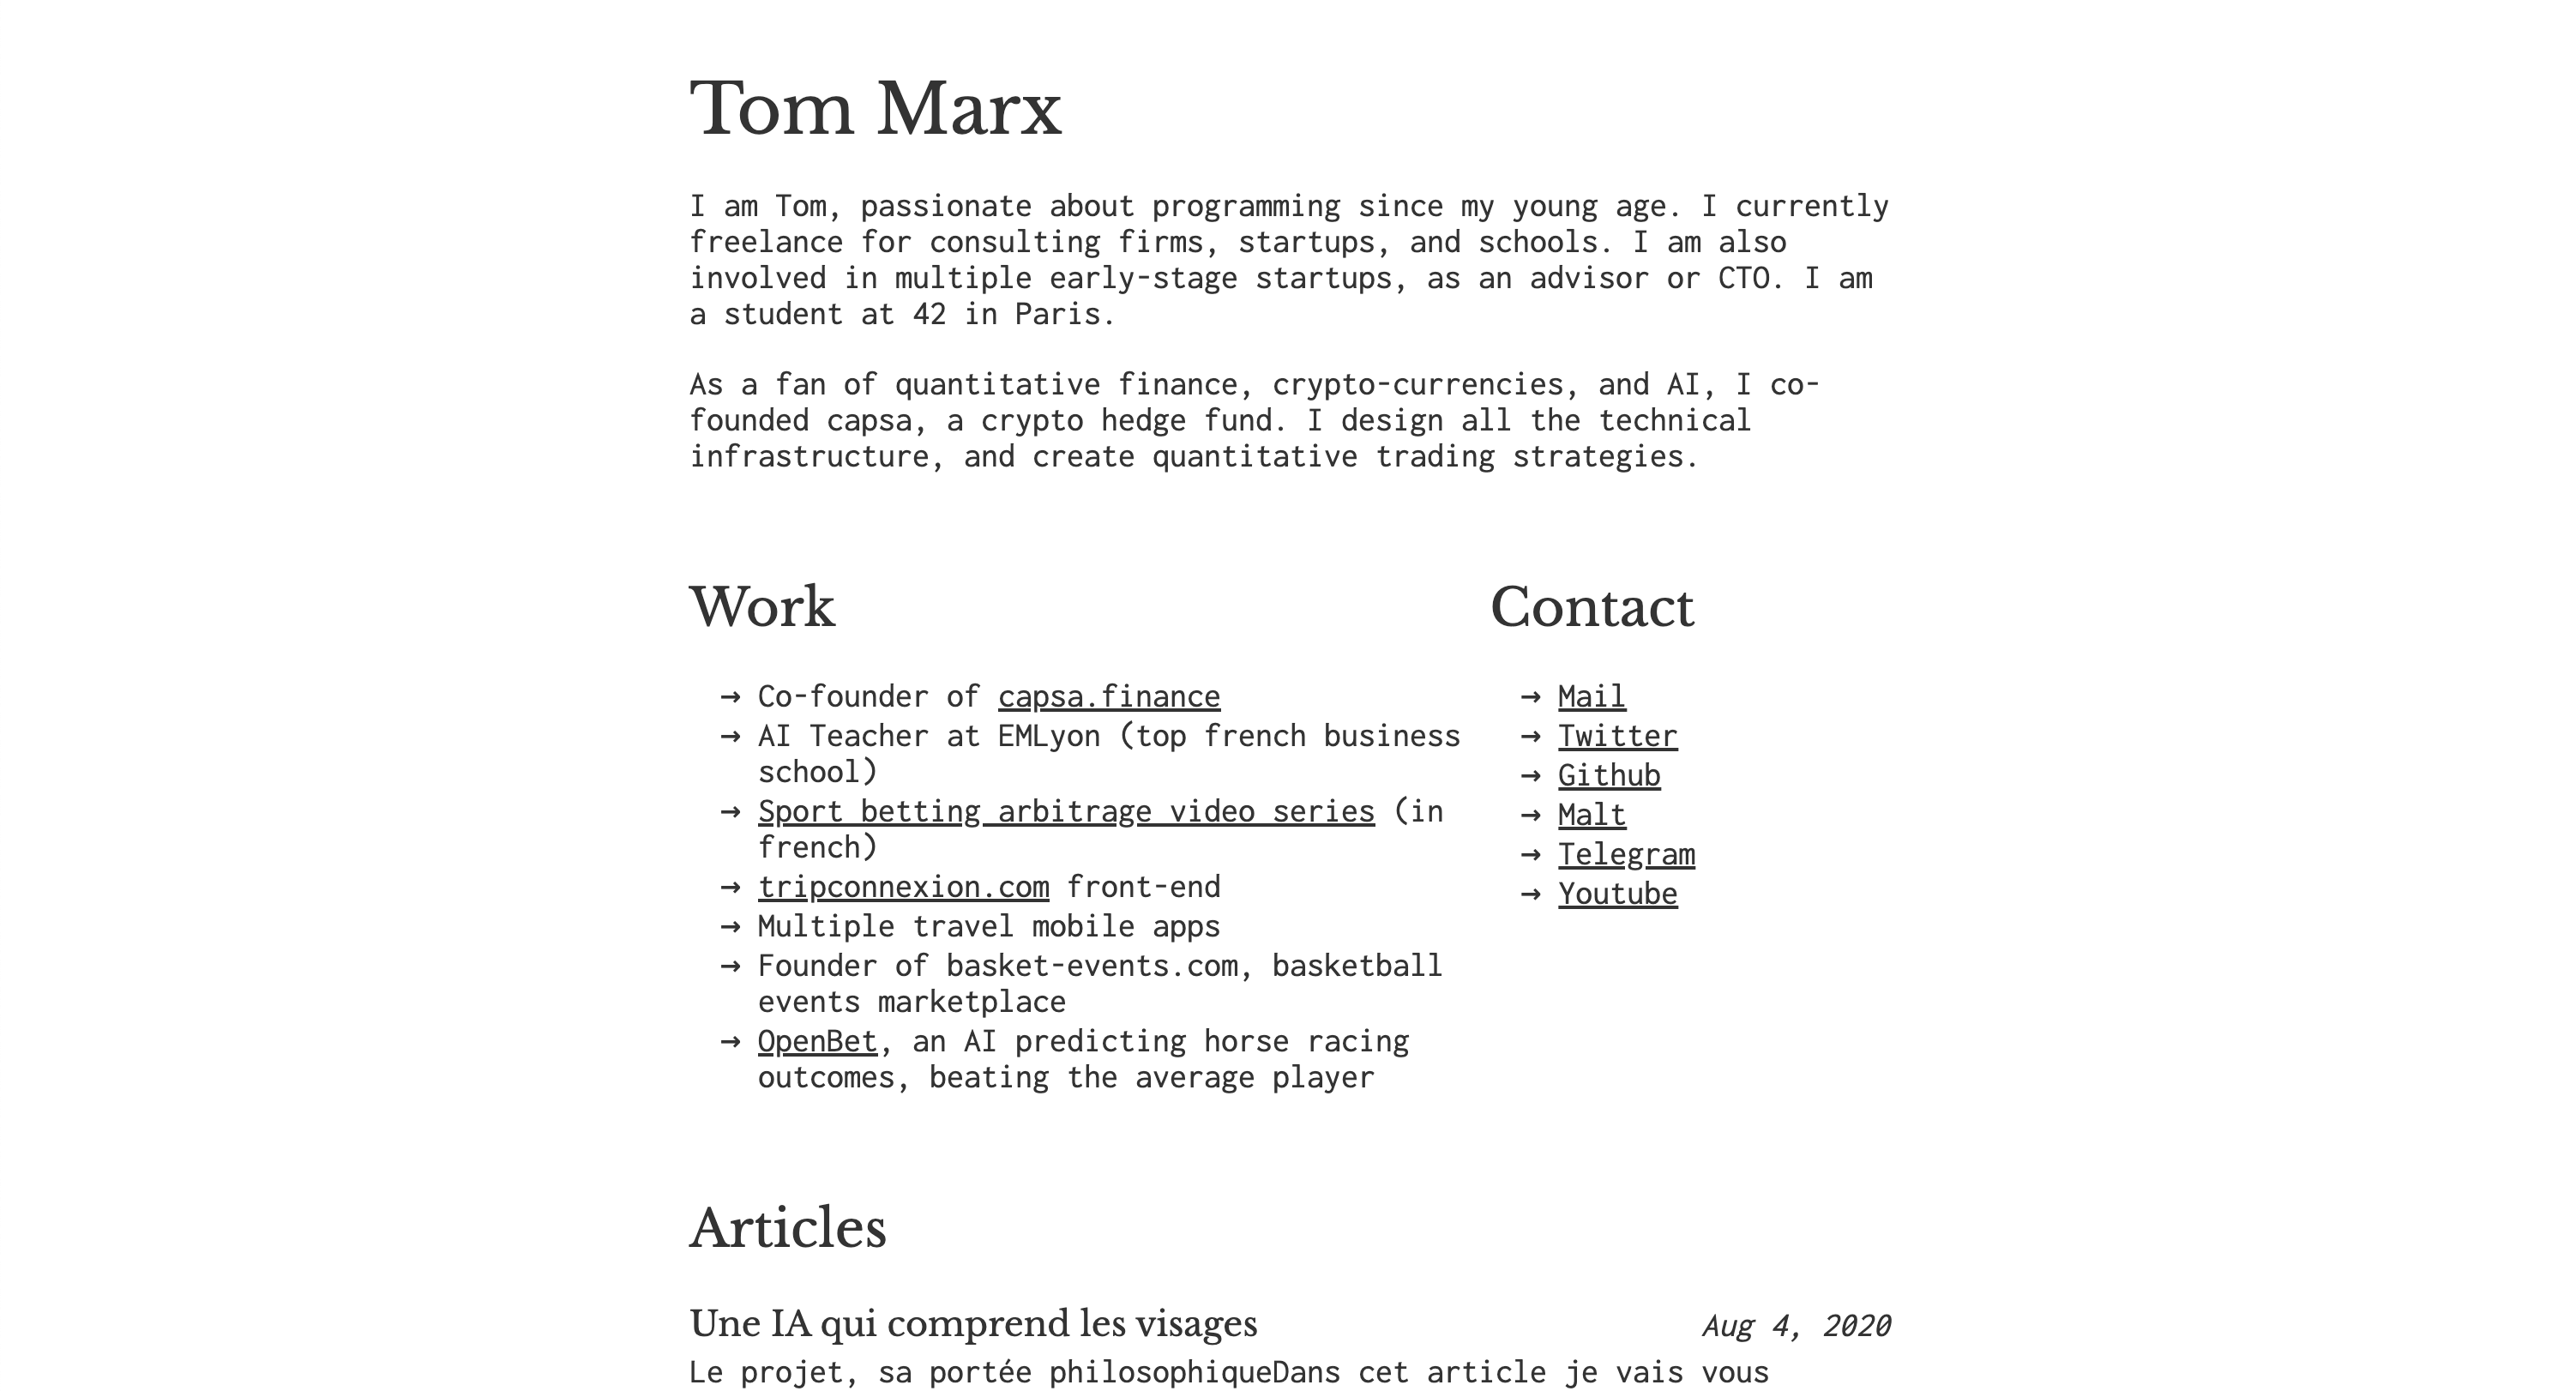 Tom Marx
I am Tom, passionate about programming since my young age. I currently
freelance for consulting firms, startups, and schools. I am also
involved in multiple early-stage startups, as an advisor or CTO. I am
a student at 42 in Paris.
As a fan of quantitative finance, crypto-currencies, and AI, I co-
founded capsa, a crypto hedge fund. I design all the technical
infrastructure, and create quantitative trading strategies.
Work
→ Co-founder of capsa.finance
→ AI Teacher at EMLyon (top french business
school)
→ Sport betting arbitrage video series (in
french)
→ tripconnexion.com front-end
→ Multiple travel mobile apps
→ Founder of basket-events.com, basketball
events marketplace
→ OpenBet, an AI predicting horse racing
outcomes, beating the average player
Contact
→ Mail
→ Twitter
→ Github
→ Malt
→ Telegram
→ Youtube
Articles
Une IA qui comprend les visages
Aug 4, 2020
Le projet, sa portée philosophiqueDans cet article je vais vous